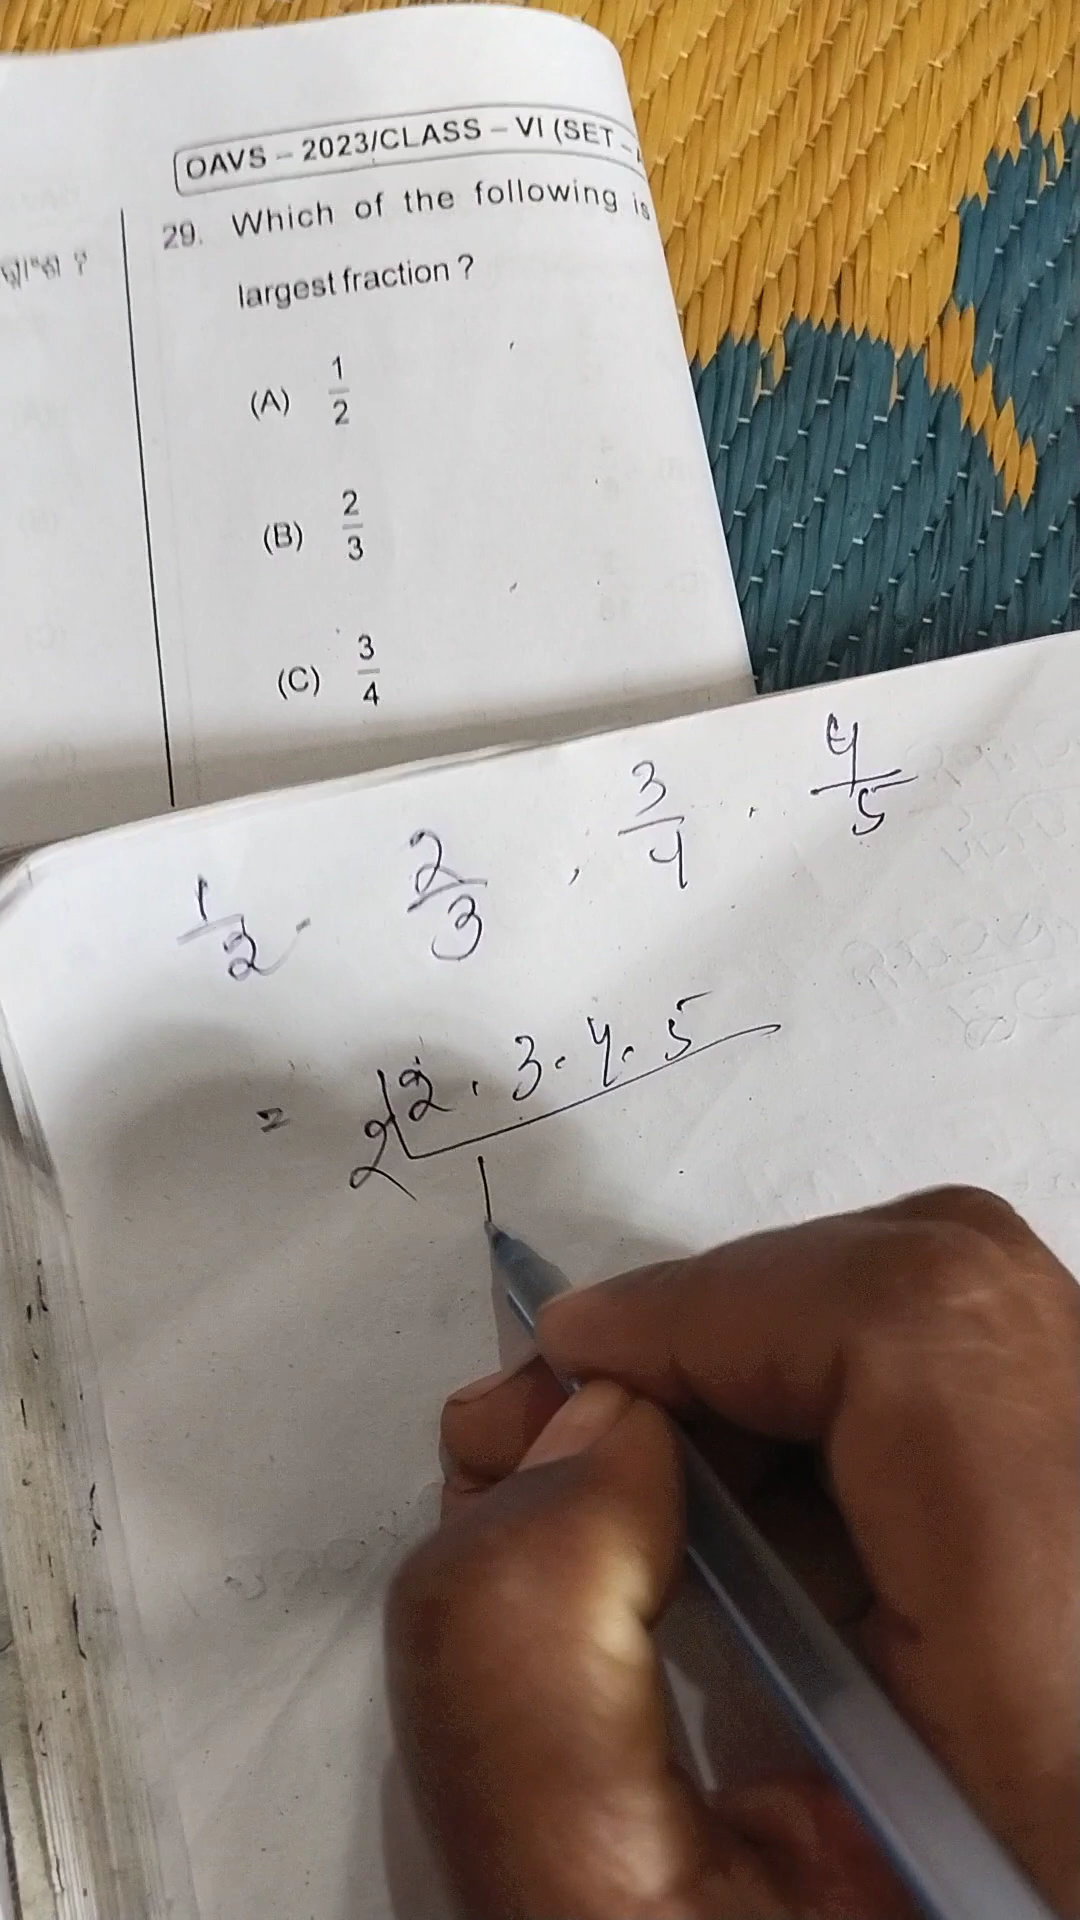 OAVS – 2023/CLASS – VI (SET –
29. Which of the following is
largest fraction ?
(A) 1/2
(B) 2/3
(C) 3/4
1/2 , 2/3 , 3/4 , 4/5
= 2 | 2 , 3 , 4 , 5
1